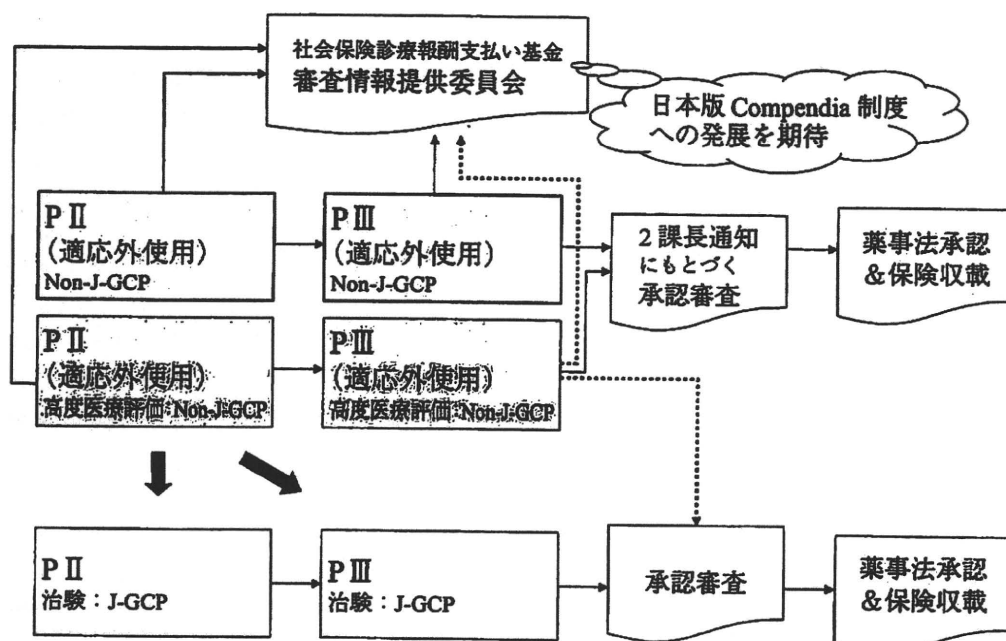 社会保険診療報酬支払い基金
審査情報提供委員会
日本版 Compendia 制度
への発展を期待
P Ⅱ
(適応外使用)
Non-J-GCP
P Ⅲ
(適応外使用)
Non-J-GCP
2 課長通知
にもとづく
承認審査
薬事法承認
&保険収載
P Ⅱ
(適応外使用)
高度医療評価:Non-J-GCP
P Ⅲ
(適応外使用)
高度医療評価:Non-J-GCP
P Ⅱ
治験:J-GCP
P Ⅲ
治験:J-GCP
承認審査
薬事法承認
&保険収載